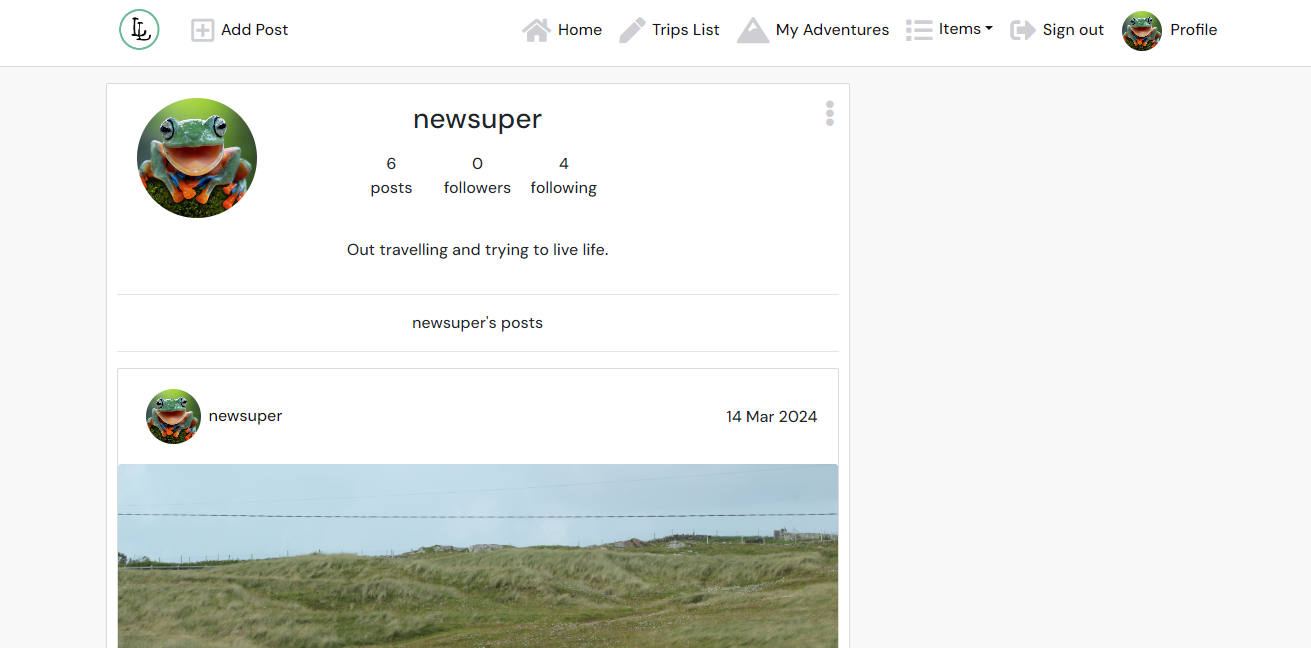 LL Add Post Home Trips List My Adventures Items Sign out Profile
newsuper
6 0 4
posts followers following
Out travelling and trying to live life.
newsuper's posts
newsuper 14 Mar 2024